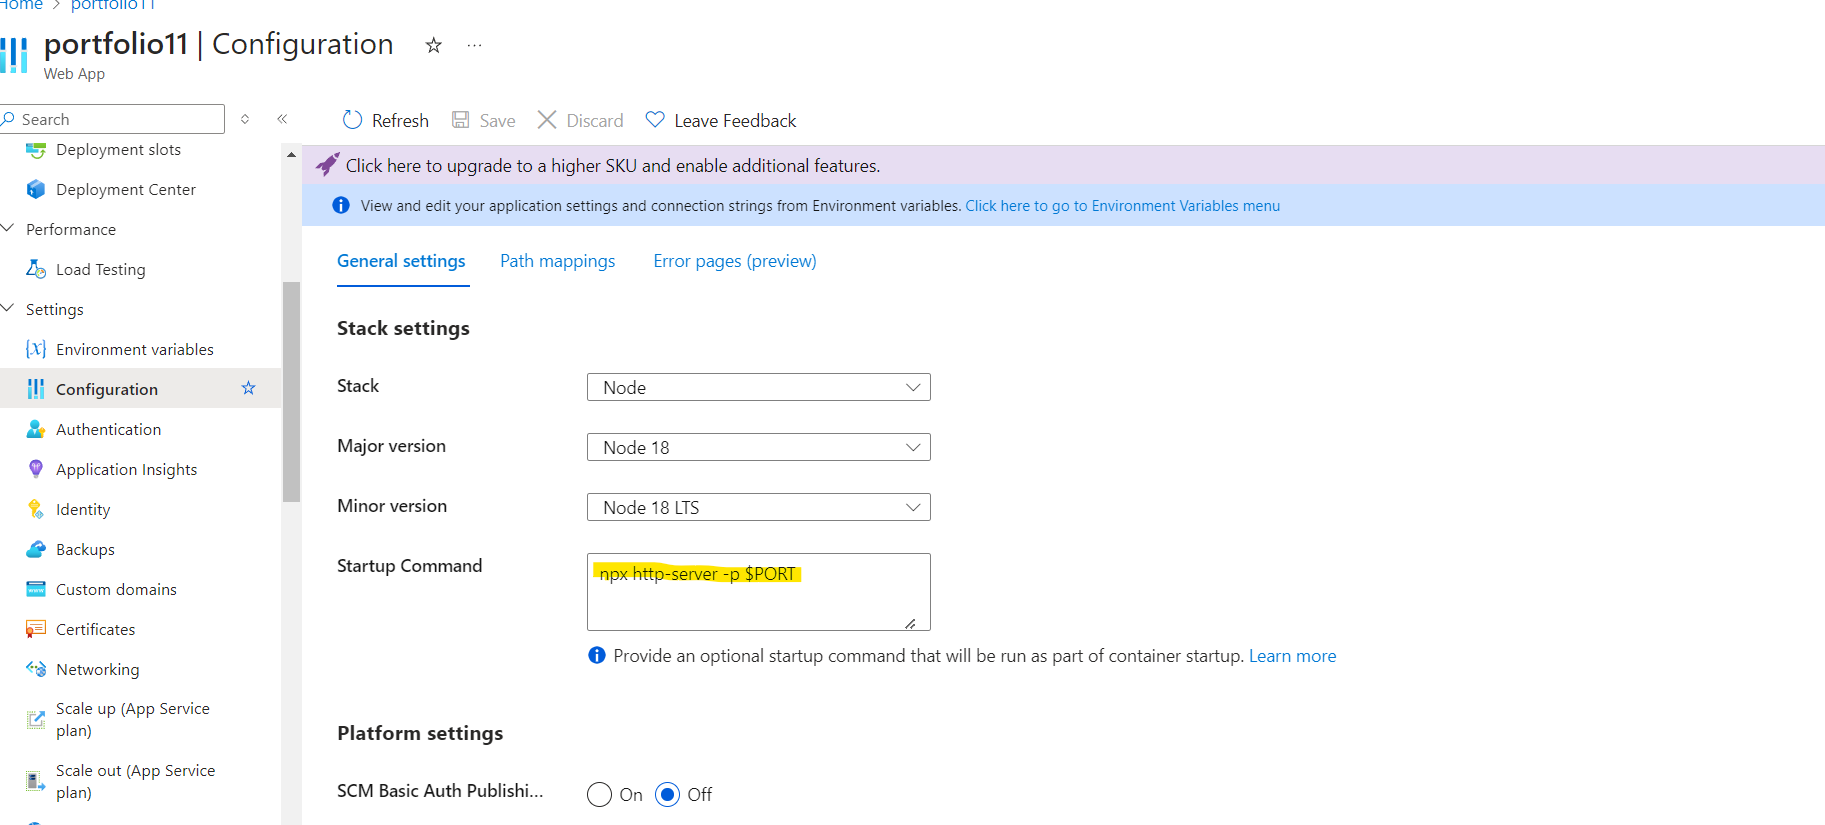 Home > portfolio11
portfolio11 | Configuration ☆ ...
Web App
Search
Refresh Save Discard Leave Feedback
Deployment slots
Deployment Center
Performance
Load Testing
Settings
Environment variables
Configuration
Authentication
Application Insights
Identity
Backups
Custom domains
Certificates
Networking
Scale up (App Service
plan)
Scale out (App Service
plan)
Click here to upgrade to a higher SKU and enable additional features.
View and edit your application settings and connection strings from Environment variables. Click here to go to Environment Variables menu
General settings Path mappings Error pages (preview)
Stack settings
Stack Node
Major version Node 18
Minor version Node 18 LTS
Startup Command npx http-server -p $PORT
Provide an optional startup command that will be run as part of container startup. Learn more
Platform settings
SCM Basic Auth Publishi... On Off